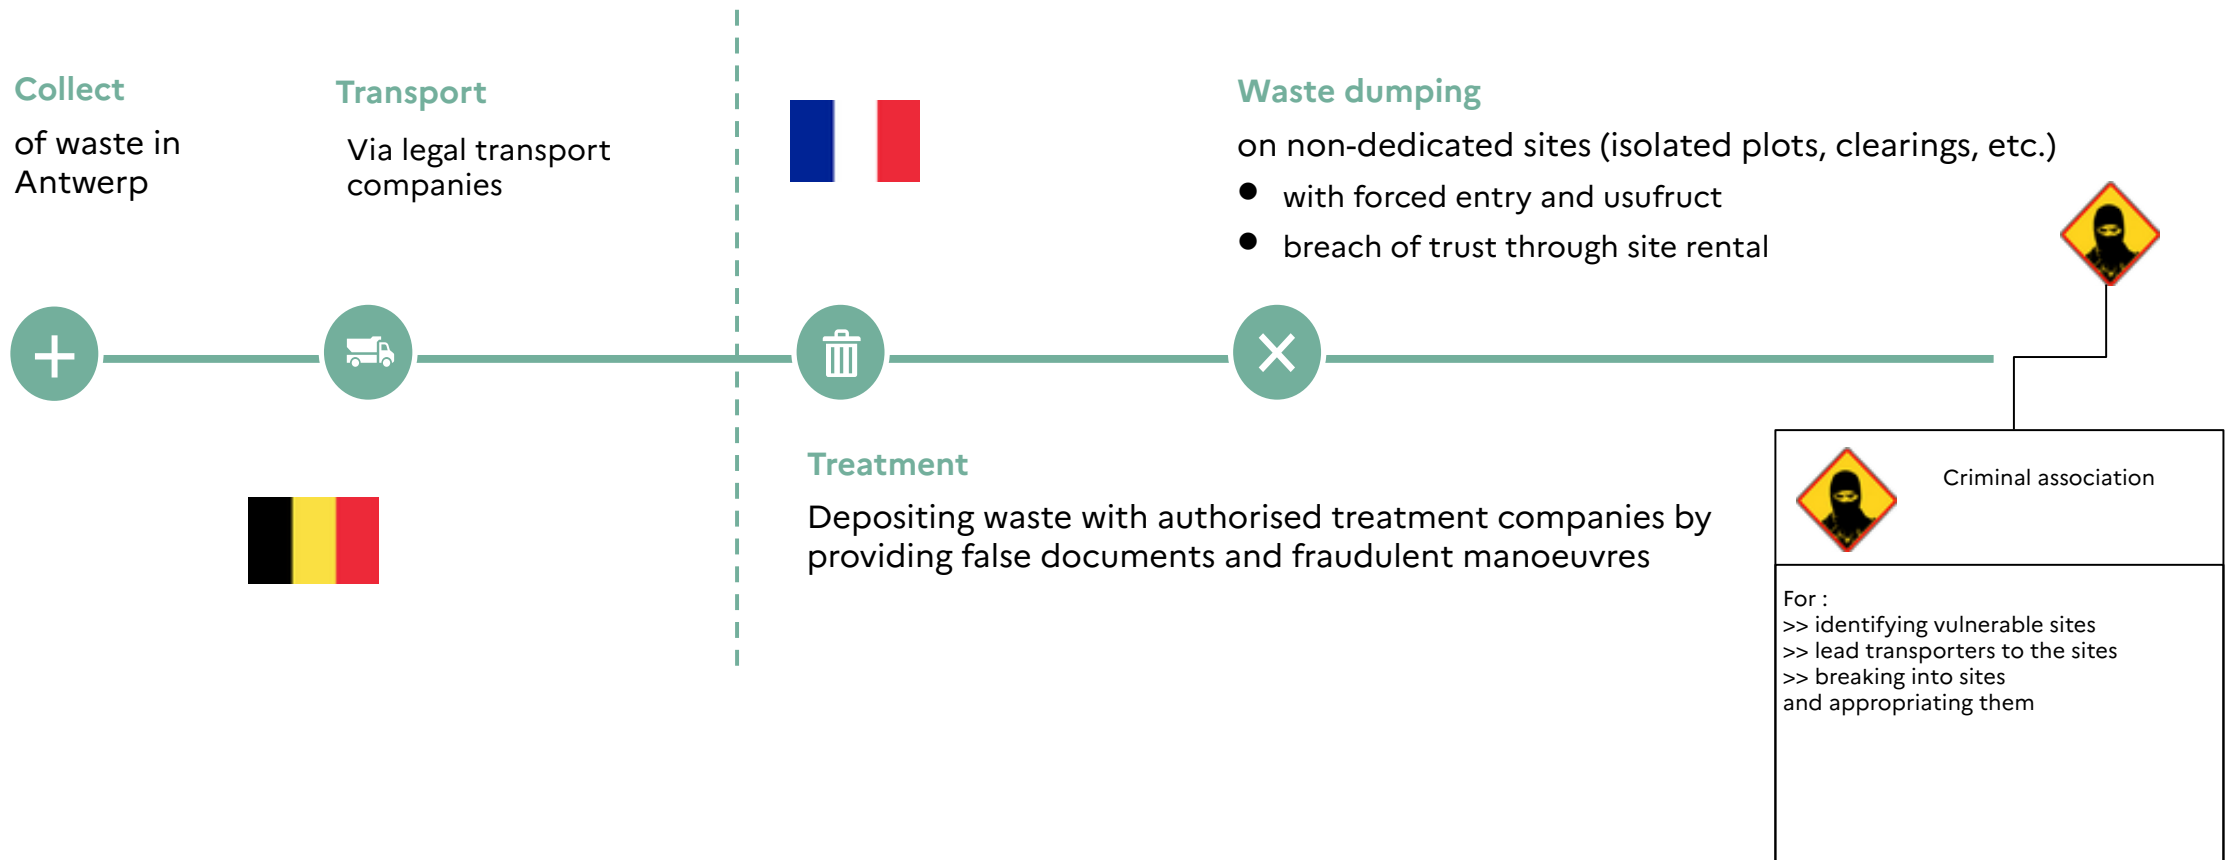 Collect
of waste in
Antwerp
Transport
Via legal transport
companies
Waste dumping
on non-dedicated sites (isolated plots, clearings, etc.)
• with forced entry and usufruct
• breach of trust through site rental
Treatment
Depositing waste with authorised treatment companies by
providing false documents and fraudulent manoeuvres
Criminal association
For :
>> identifying vulnerable sites
>> lead transporters to the sites
>> breaking into sites
and appropriating them